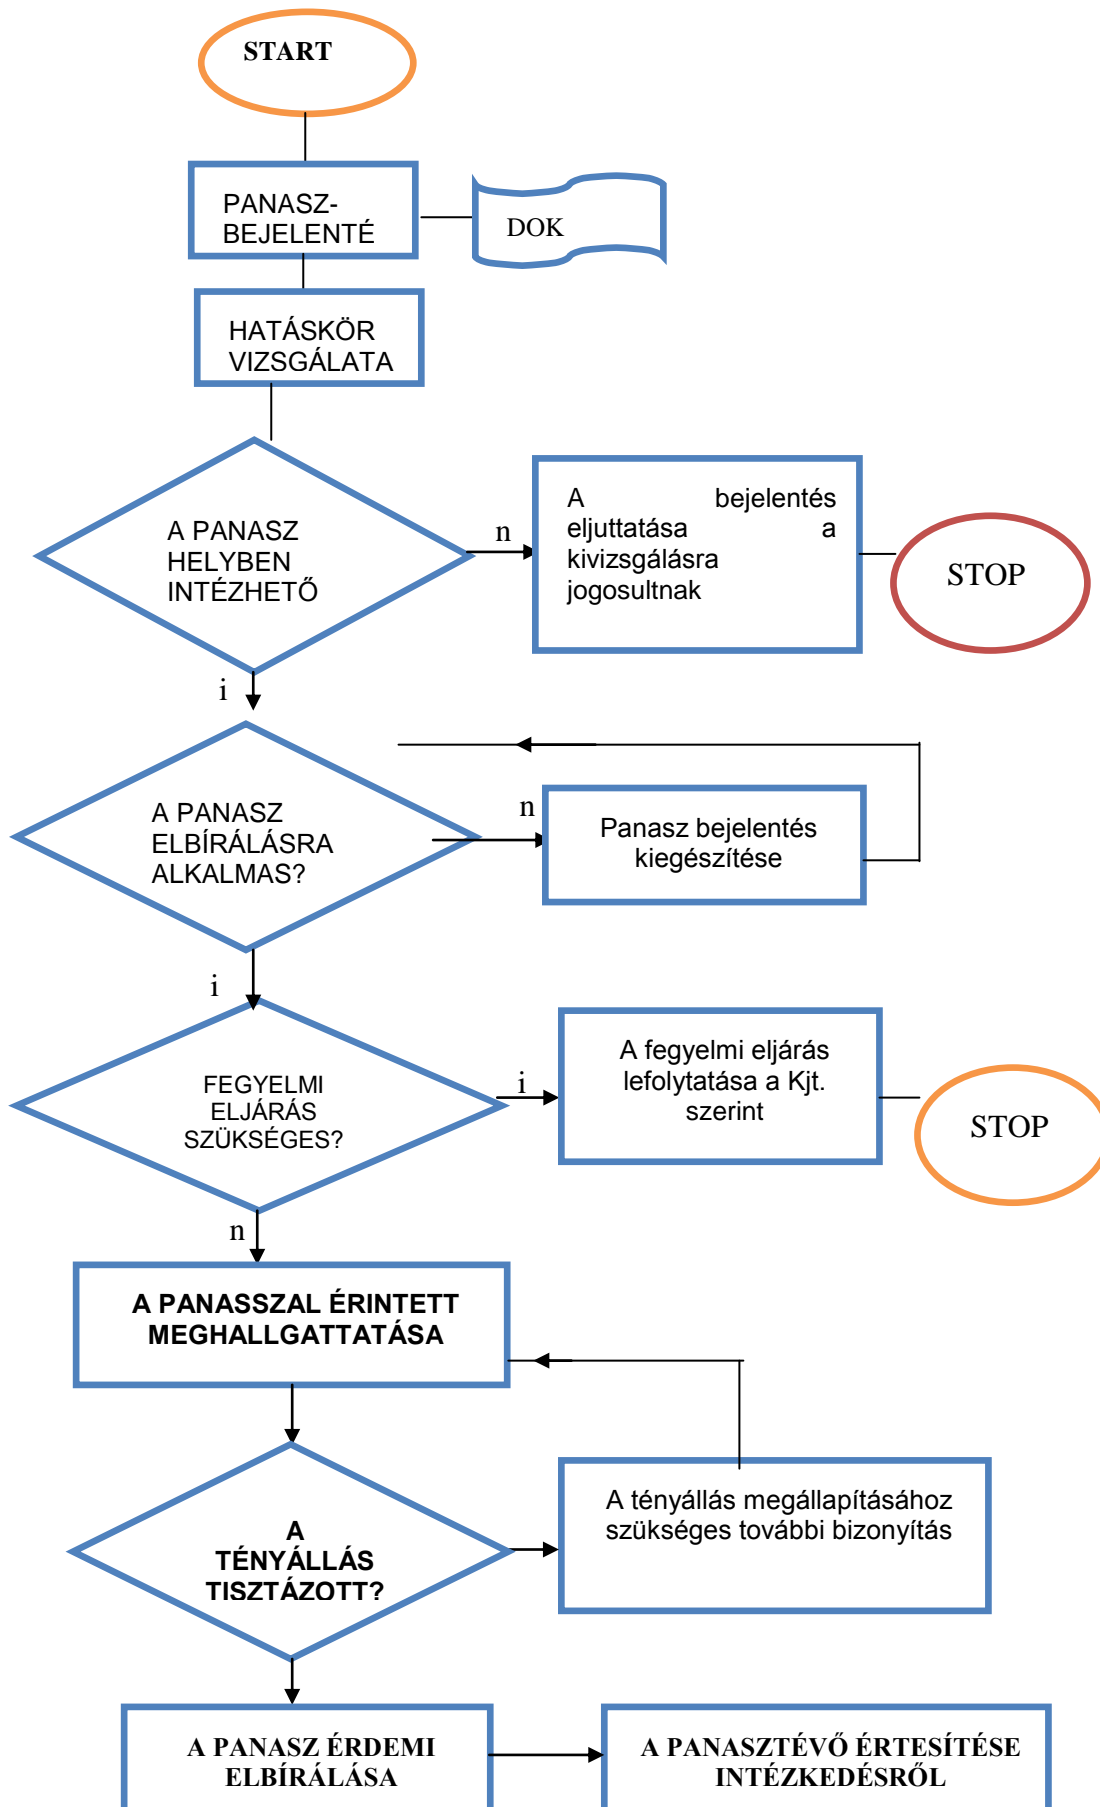 START
PANASZ-
BEJELENTÉ
DOK
HATÁSKÖR
VIZSGÁLATA
A PANASZ
HELYBEN
INTÉZHETŐ
n
A bejelentés
eljuttatása a
kivizsgálásra
jogosultnak
STOP
i
A PANASZ
ELBÍRÁLÁSRA
ALKALMAS?
n
Panasz bejelentés
kiegészítése
i
FEGYELMI
ELJÁRÁS
SZÜKSÉGES?
i
A fegyelmi eljárás
lefolytatása a Kjt.
szerint
STOP
n
A PANASSZAL ÉRINTETT
MEGHALLGATTATÁSA
A
TÉNYÁLLÁS
TISZTÁZOTT?
A tényállás megállapításához
szükséges további bizonyítás
A PANASZ ÉRDEMI
ELBÍRÁLÁSA
A PANASZTÉVŐ ÉRTESÍTÉSE
INTÉZKEDÉSRŐL